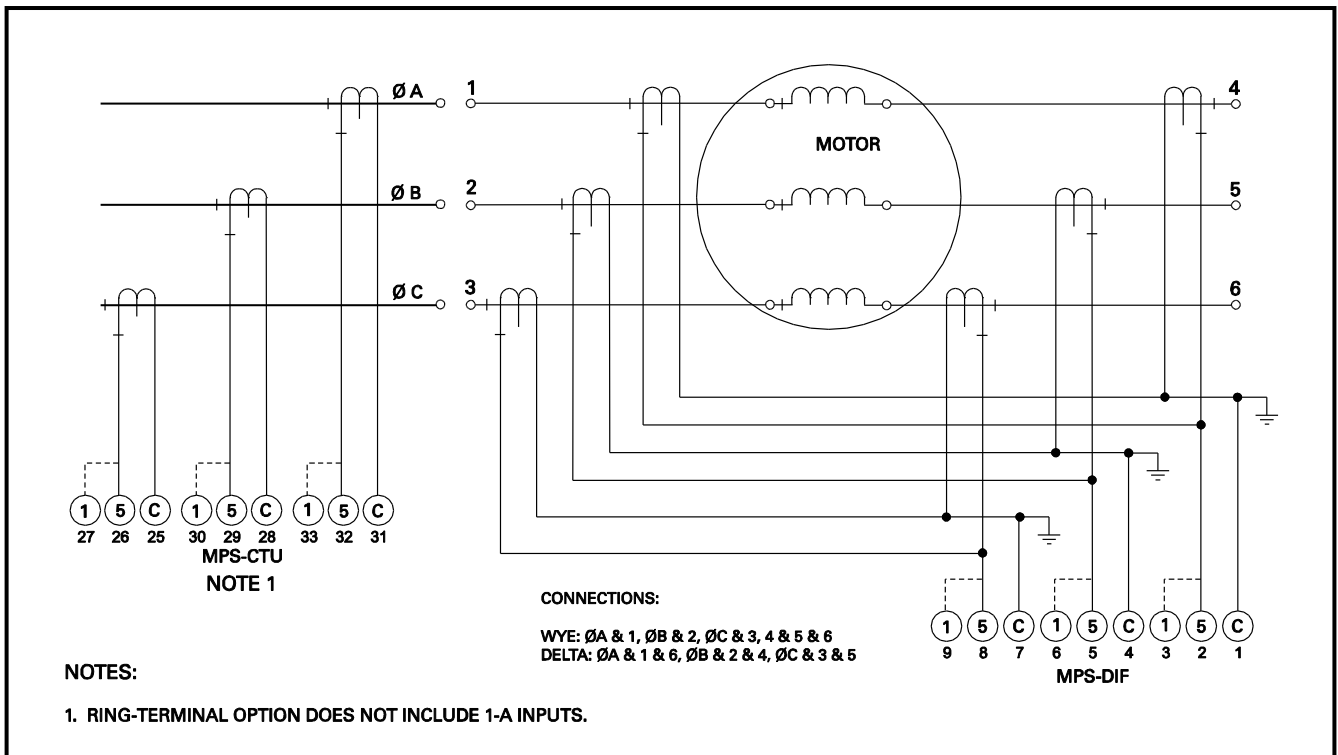 ØA 1 4
MOTOR
ØB 2 5
ØC 3 6
1 5 C 1 5 C 1 5 C
27 26 25 30 29 28 33 32 31
MPS-CTU
NOTE 1
CONNECTIONS:
WYE: ØA & 1, ØB & 2, ØC & 3, 4 & 5 & 6
DELTA: ØA & 1 & 6, ØB & 2 & 4, ØC & 3 & 5
1 5 C 1 5 C 1 5 C
9 8 7 6 5 4 3 2 1
MPS-DIF
NOTES:
1. RING-TERMINAL OPTION DOES NOT INCLUDE 1-A INPUTS.